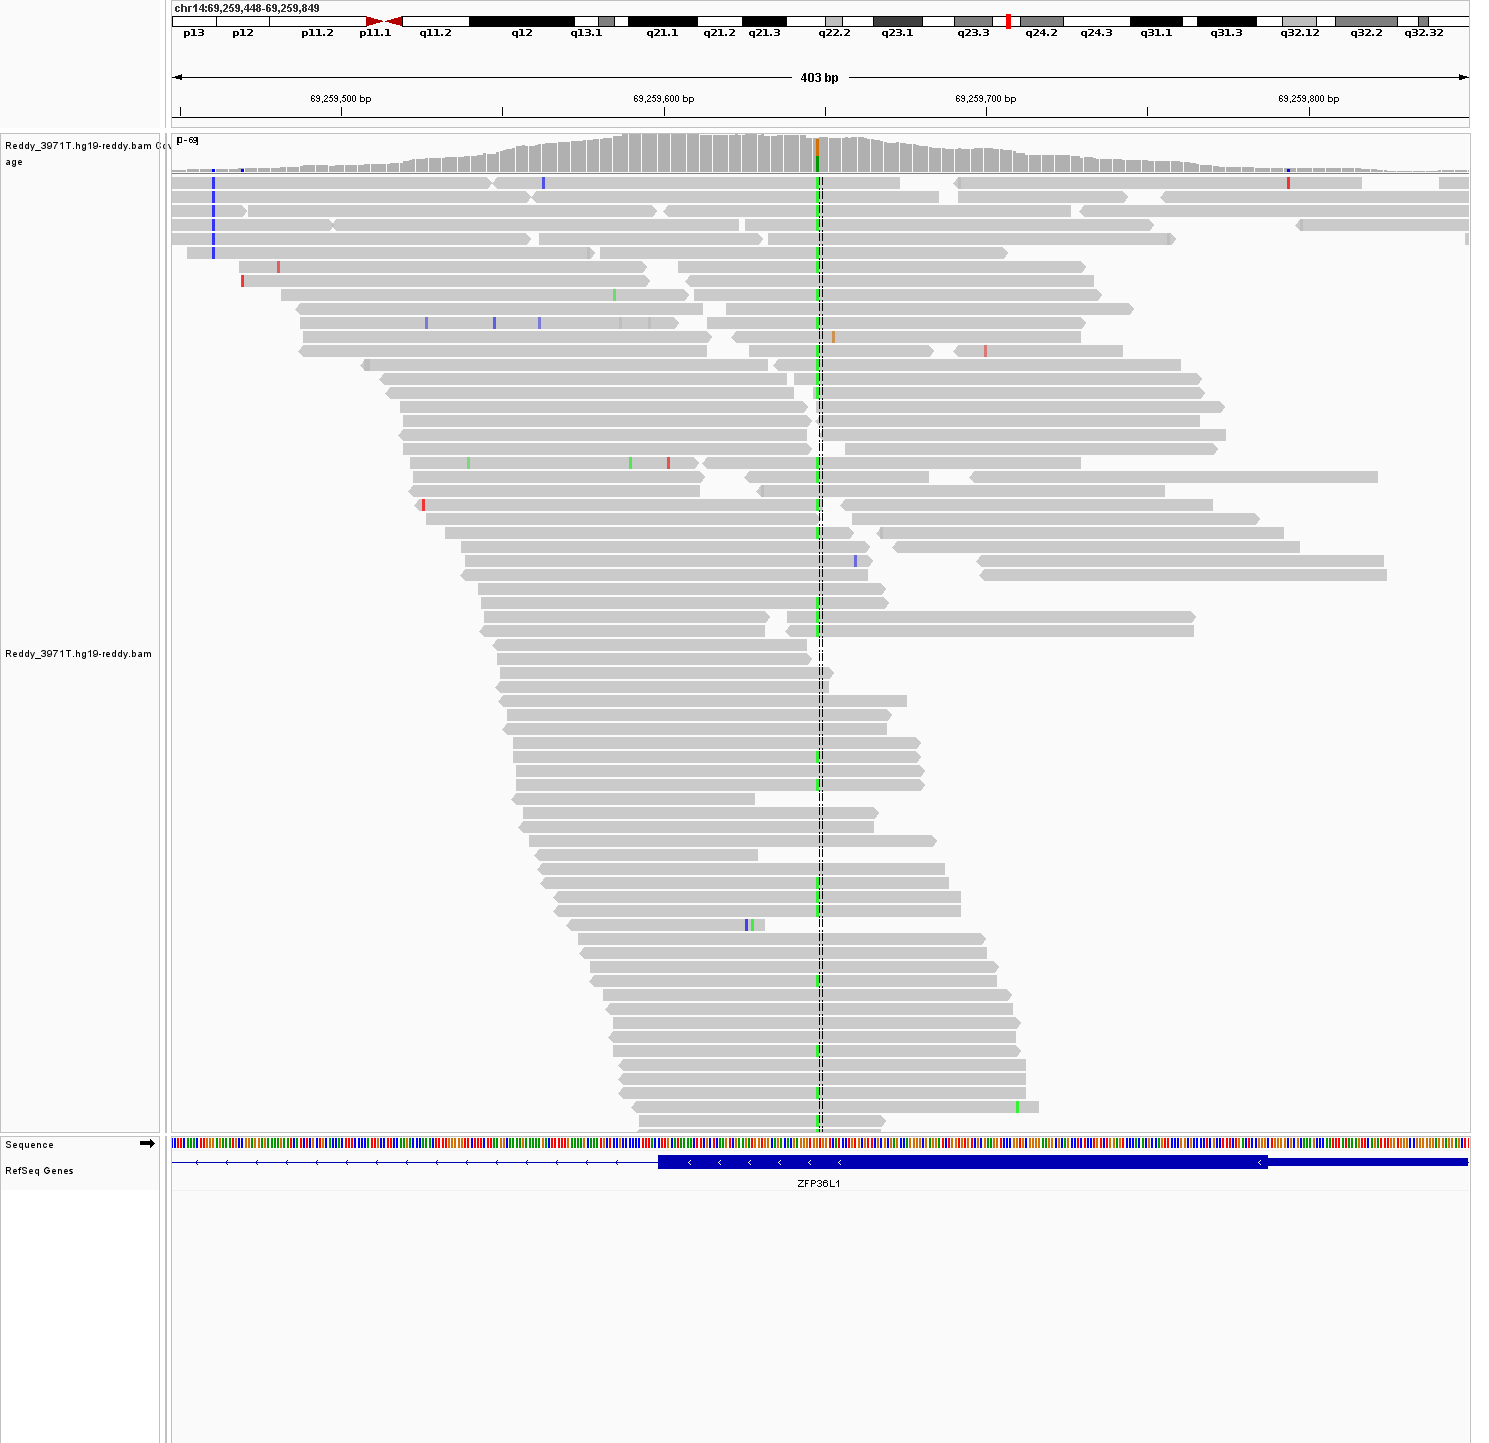 chr14:69,259,448-69,259,849
p13 p12 p11.2 p11.1 q11.2 q12 q13.1 q21.1 q21.2 q21.3 q22.2 q23.1 q23.3 q24.2 q24.3 q31.1 q31.3 q32.12 q32.2 q32.32
403 bp
69,259,500 bp 69,259,600 bp 69,259,700 bp 69,259,800 bp
Reddy_3971T.hg19-reddy.bam Cov [0-69]
age
Reddy_3971T.hg19-reddy.bam
Sequence
RefSeq Genes
ZFP36L1